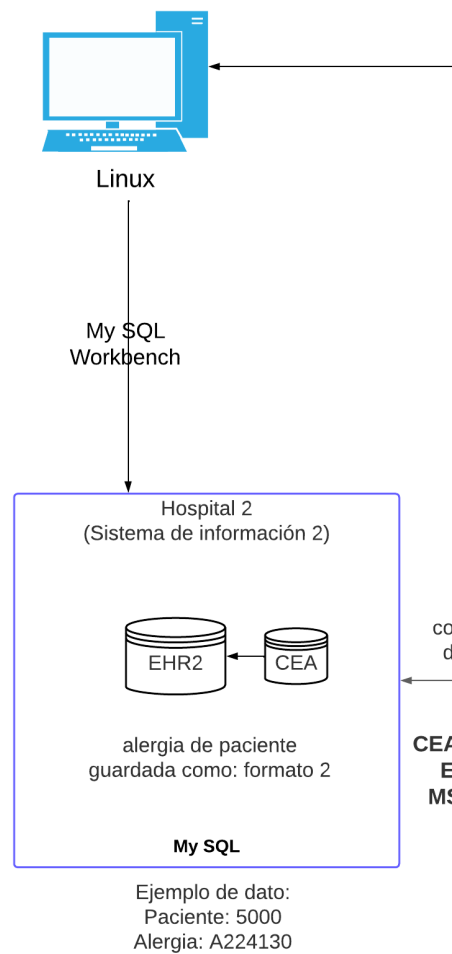 Linux
My SQL
Workbench
Hospital 2
(Sistema de información 2)
EHR2
CEA
alergia de paciente
guardada como: formato 2
My SQL
Ejemplo de dato:
Paciente: 5000
Alergia: A224130
CEA